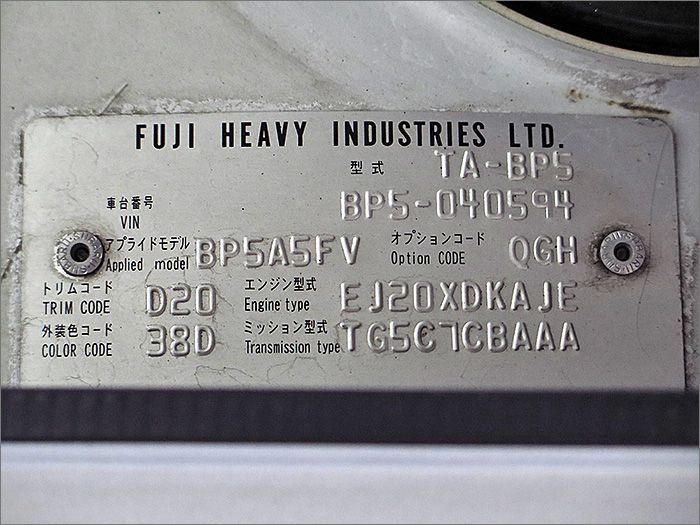 FUJI HEAVY INDUSTRIES LTD.
型式 TA-BP5
車台番号 BP5-040594
VIN
アプライドモデル BP5A5FV オプションコード QGH
Applied model Option CODE
トリムコード D20 エンジン型式 EJ20XDKAJE
TRIM CODE Engine type
外装色コード 38D ミッション型式 TG5C7CBAAA
COLOR CODE Transmission type